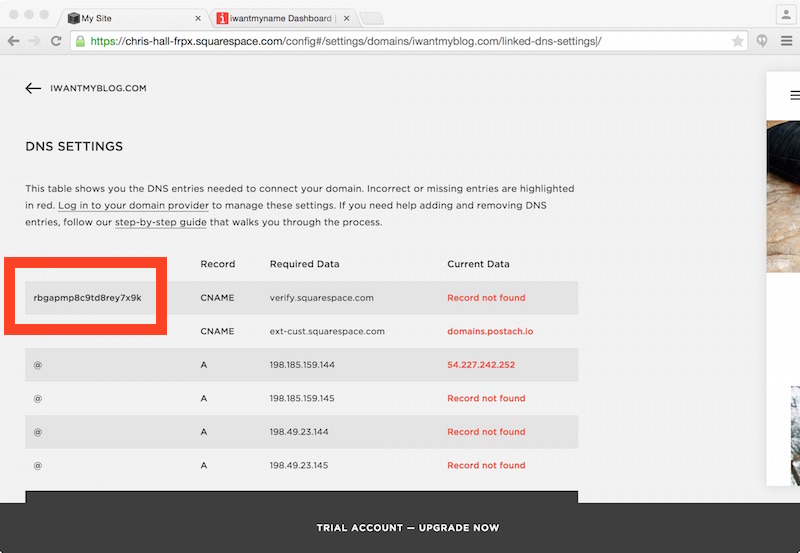 My Site
iwantmyname Dashboard |
https://chris-hall-frpx.squarespace.com/config#/settings/domains/iwantmyblog.com/linked-dns-settings/
IWANTMYBLOG.COM
DNS SETTINGS
This table shows you the DNS entries needed to connect your domain. Incorrect or missing entries are highlighted
in red. Log in to your domain provider to manage these settings. If you need help adding and removing DNS
entries, follow our step-by-step guide that walks you through the process.
Record Required Data Current Data
rbgapmp8c9td8rey7x9k CNAME verify.squarespace.com Record not found
CNAME ext-cust.squarespace.com domains.postach.io
@ A 198.185.159.144 54.227.242.252
@ A 198.185.159.145 Record not found
@ A 198.49.23.144 Record not found
@ A 198.49.23.145 Record not found
TRIAL ACCOUNT — UPGRADE NOW